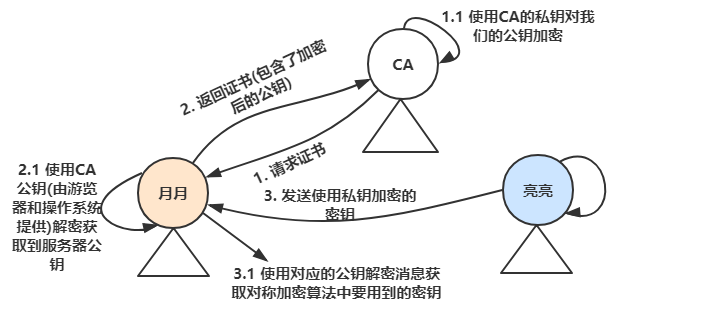 1.1 使用CA的私钥对我
们的公钥加密
CA
2. 返回证书(包含了加密
后的公钥)
1. 请求证书
2.1 使用CA
公钥(由游览
器和操作系统
提供)解密获
取到服务器公
钥
月月
亮亮
3. 发送使用私钥加密的
密钥
3.1 使用对应的公钥解密消息获
取对称加密算法中要用到的密钥